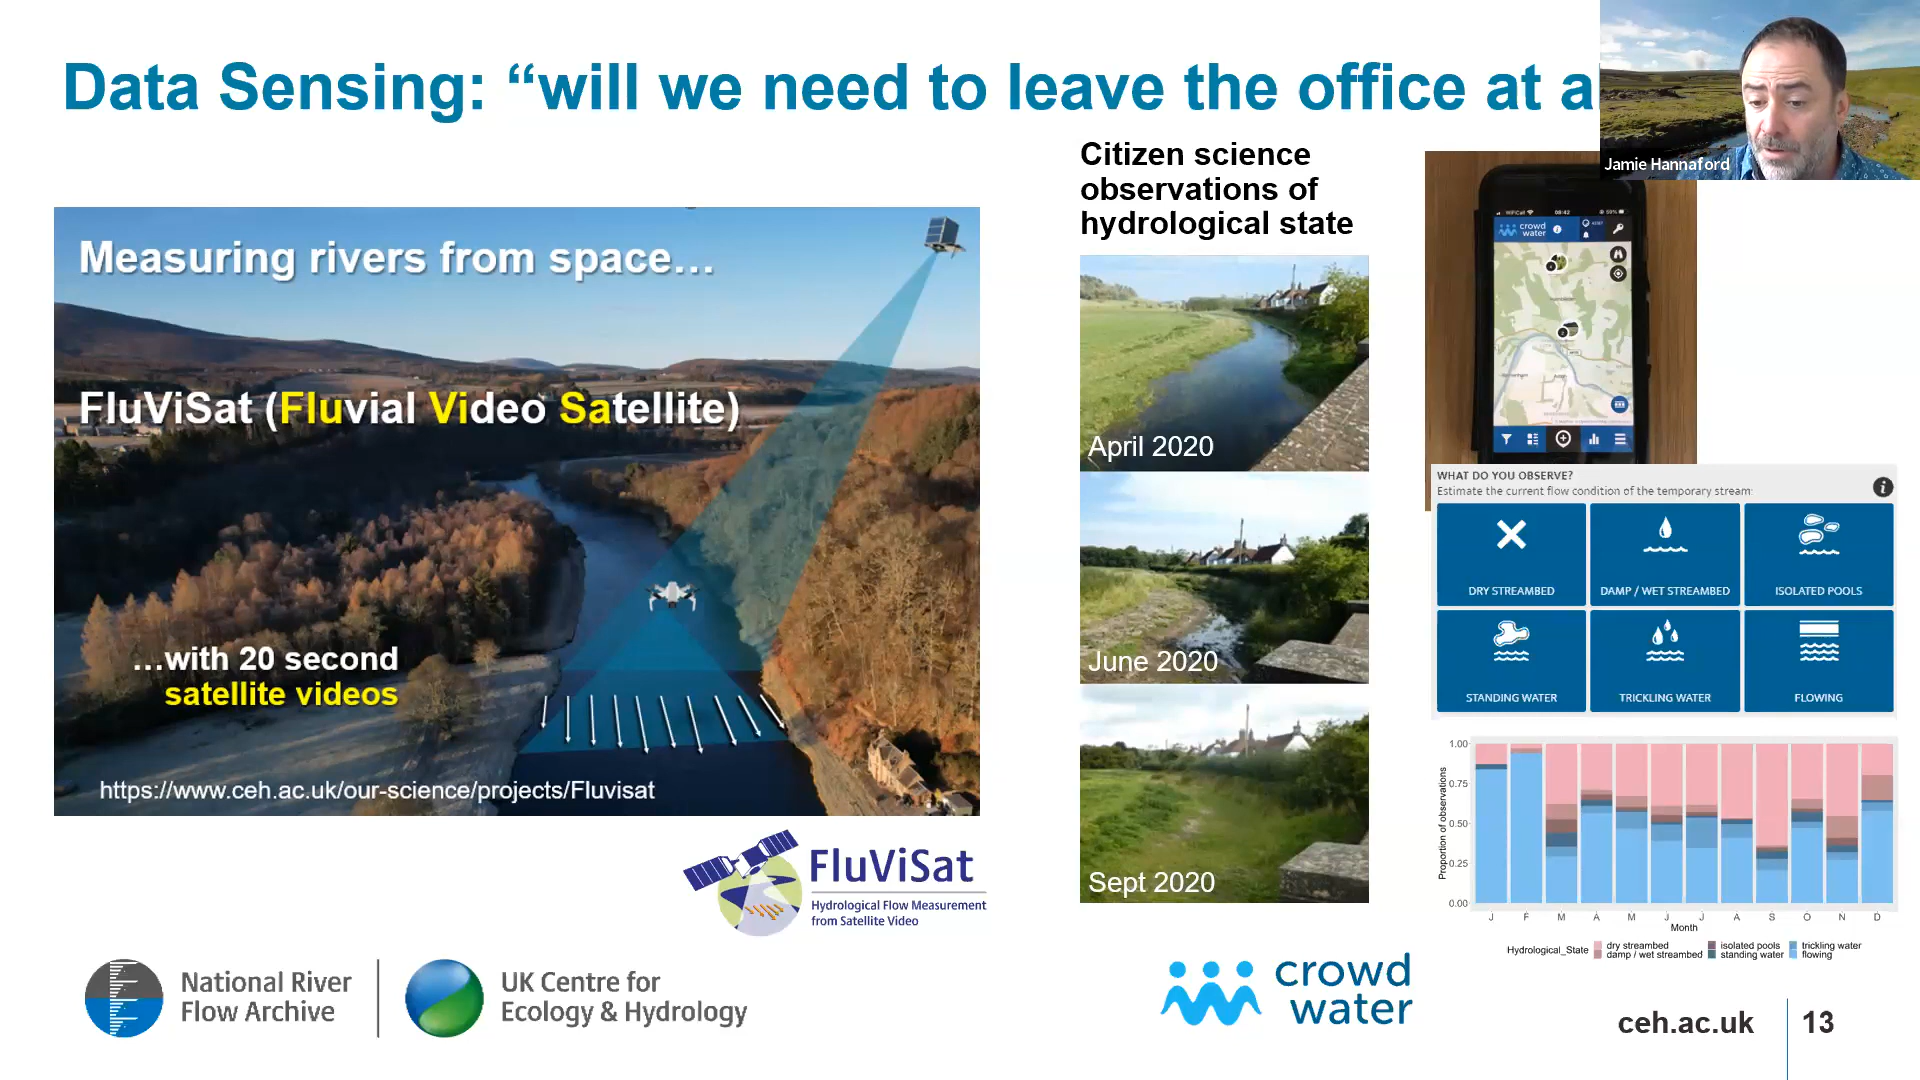 Data Sensing: “will we need to leave the office at a
Jamie Hannaford
Measuring rivers from space…
FluViSat (Fluvial Video Satellite)
…with 20 second
satellite videos
https://www.ceh.ac.uk/our-science/projects/Fluvisat
FluViSat
Hydrological Flow Measurement
from Satellite Video
Citizen science
observations of
hydrological state
April 2020
June 2020
Sept 2020
WiFiCall
08:42
50%
crowd
water
WHAT DO YOU OBSERVE?
Estimate the current flow condition of the temporary stream:
DRY STREAMBED
DAMP / WET STREAMBED
ISOLATED POOLS
STANDING WATER
TRICKLING WATER
FLOWING
Proportion of observations
1.00
0.75
0.50
0.25
0.00
J F M A M J J A S O N D
Month
Hydrological_State
dry streambed
damp / wet streambed
isolated pools
standing water
trickling water
flowing
National River
Flow Archive
UK Centre for
Ecology & Hydrology
crowd
water
ceh.ac.uk
13